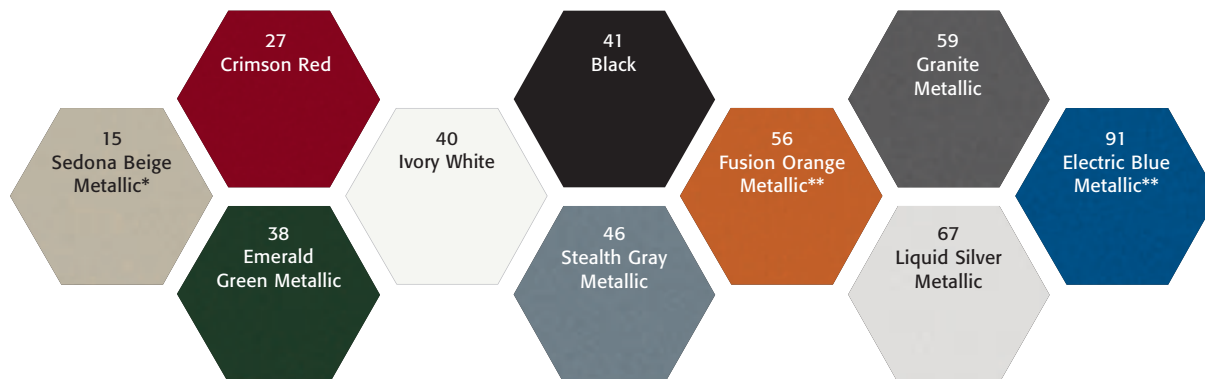 27
Crimson Red
41
Black
59
Granite
Metallic
15
Sedona Beige
Metallic*
40
Ivory White
56
Fusion Orange
Metallic**
91
Electric Blue
Metallic**
38
Emerald
Green Metallic
46
Stealth Gray
Metallic
67
Liquid Silver
Metallic